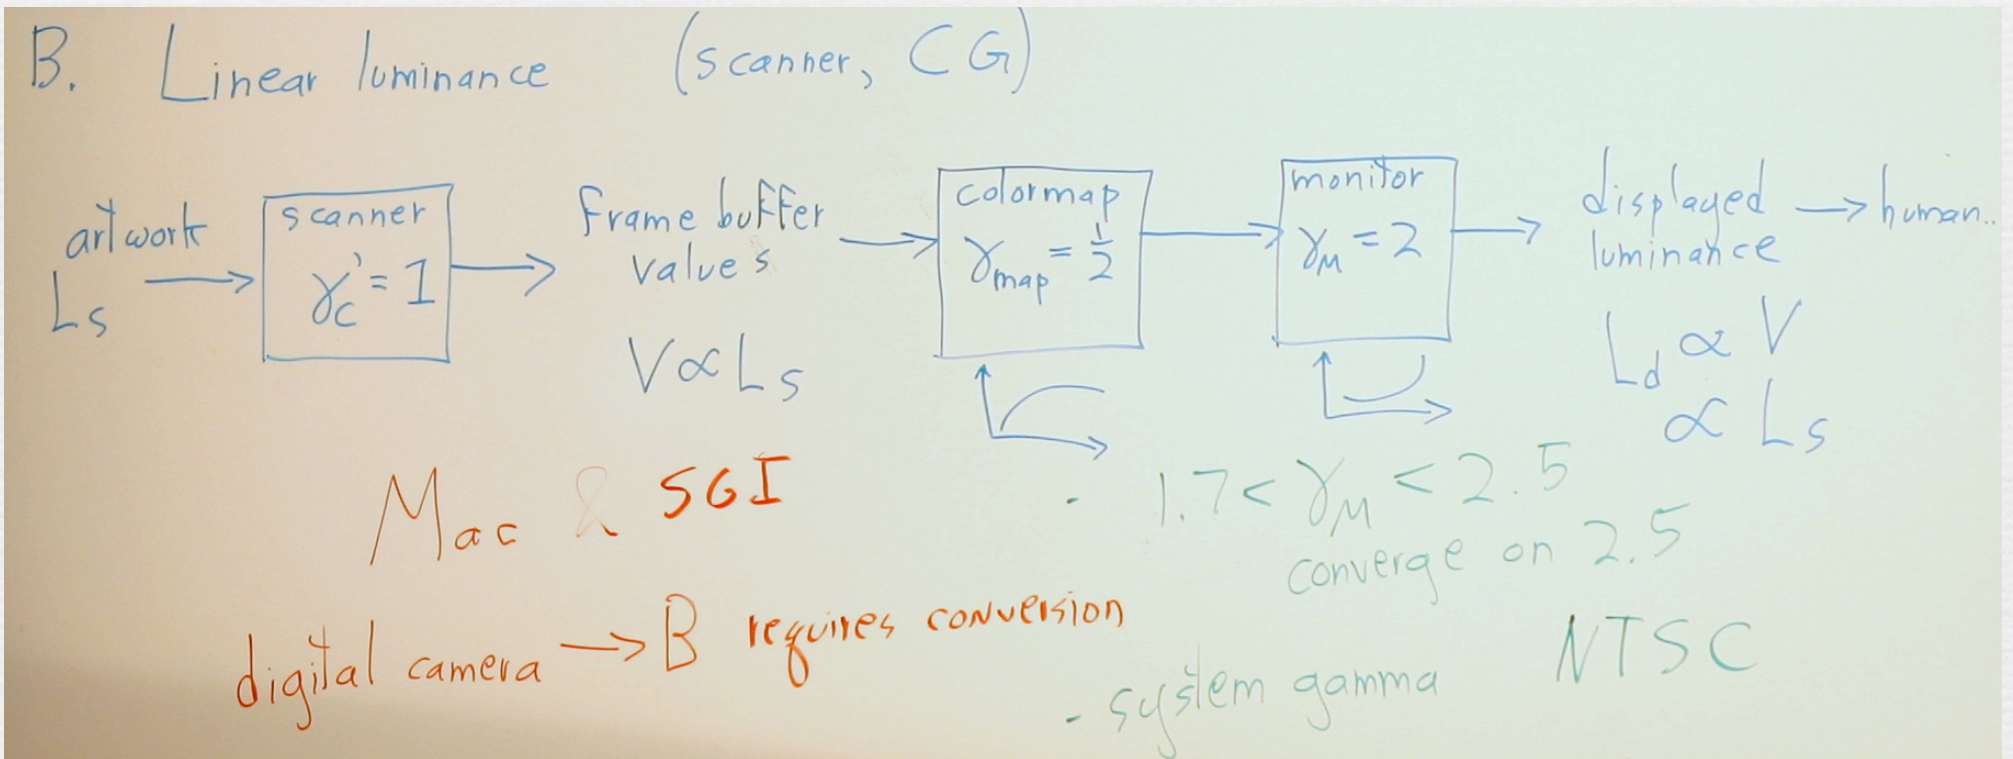 B. Linear luminance (scanner, CG)
artwork
Ls
scanner
γc' = 1
frame buffer
values
V ∝ Ls
colormap
γmap = 1/2
monitor
γM = 2
displayed → human..
luminance
Ld ∝ V
∝ Ls
Mac & SGI
- 1.7 < γM < 2.5
converge on 2.5
digital camera → B requires conversion
NTSC
- system gamma